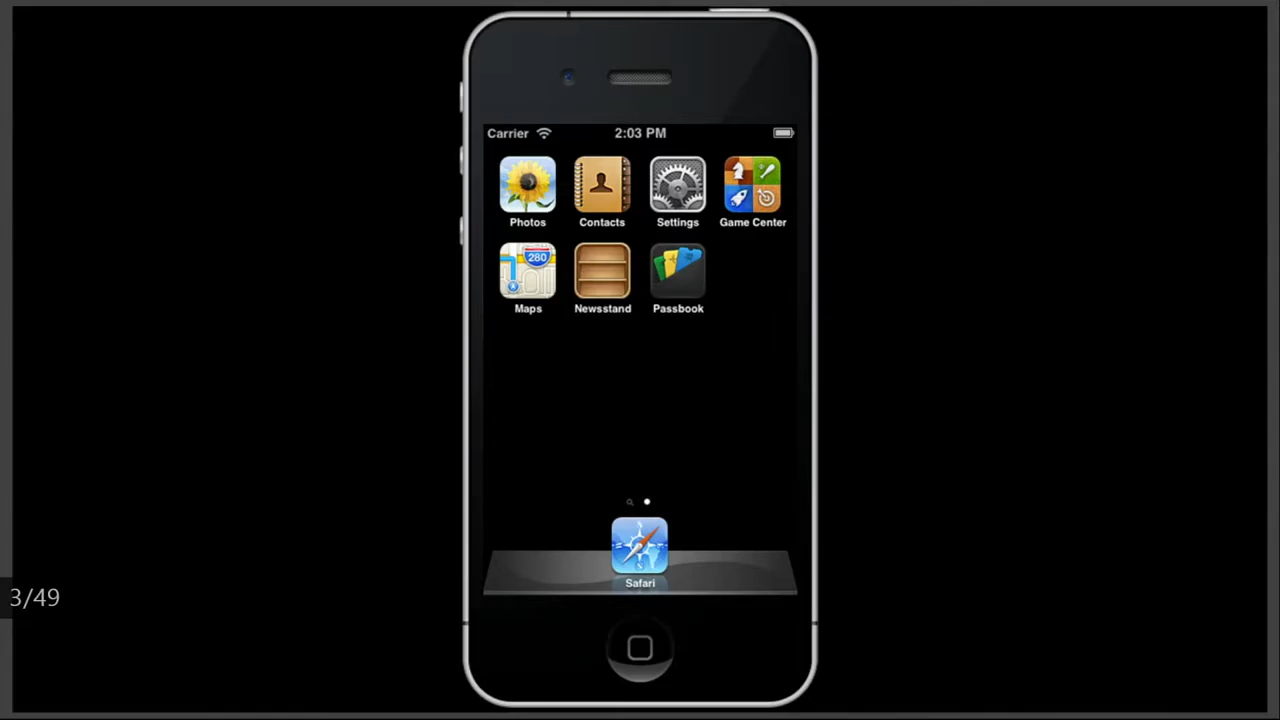 Carrier 2:03 PM
Photos Contacts Settings Game Center
280
Maps Newsstand Passbook
Safari
3/49